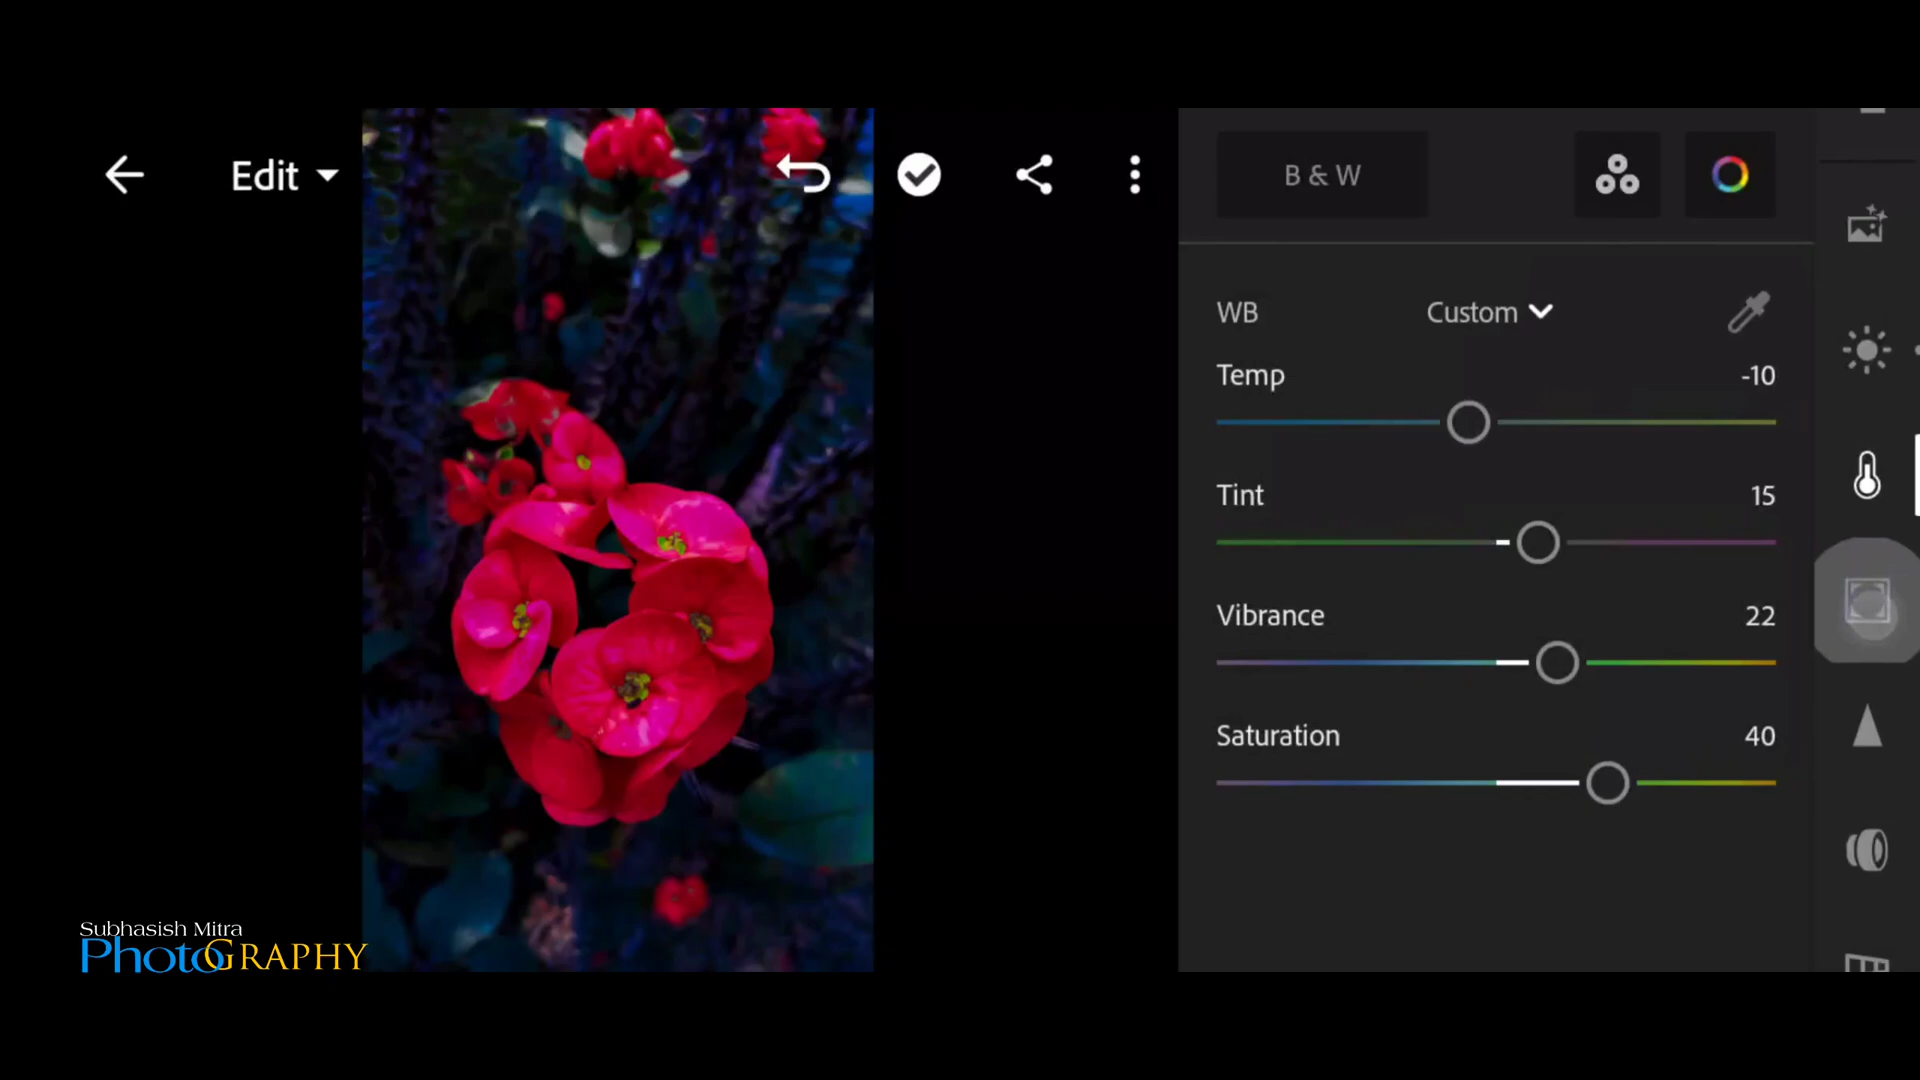 Edit
B & W
WB Custom
Temp -10
Tint 15
Vibrance 22
Saturation 40
Subhasish Mitra
PhotoGRAPHY